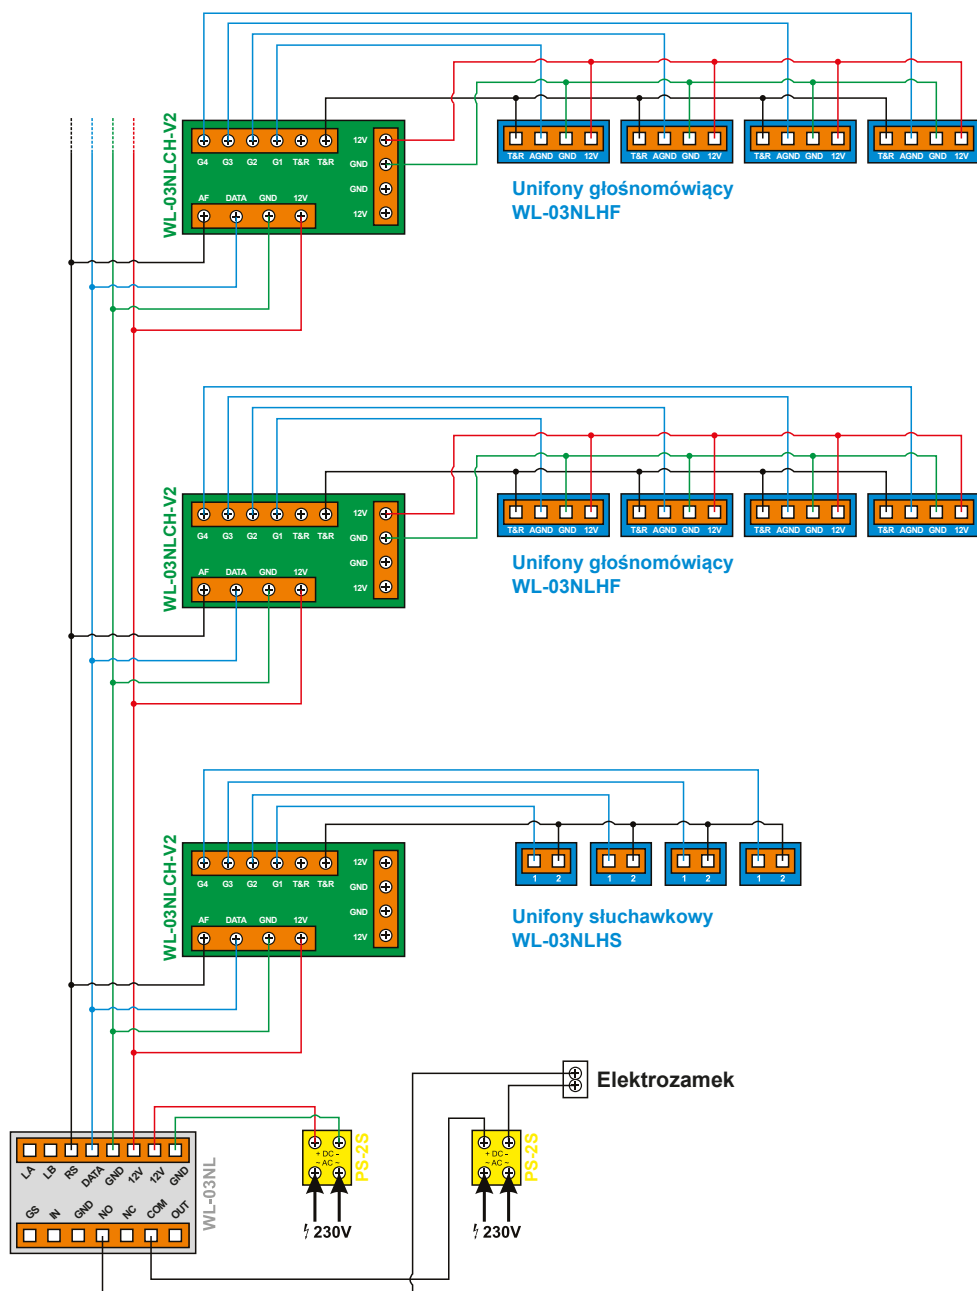 WL-03NLCH-V2
G4 G3 G2 G1 T&R T&R
12V
GND
GND
12V
AF DATA GND 12V
T&R AGND GND 12V
T&R AGND GND 12V
T&R AGND GND 12V
T&R AGND GND 12V
Unifony głośnomówiący
WL-03NLHF
WL-03NLCH-V2
G4 G3 G2 G1 T&R T&R
12V
GND
GND
12V
AF DATA GND 12V
T&R AGND GND 12V
T&R AGND GND 12V
T&R AGND GND 12V
T&R AGND GND 12V
Unifony głośnomówiący
WL-03NLHF
WL-03NLCH-V2
G4 G3 G2 G1 T&R T&R
12V
GND
GND
12V
AF DATA GND 12V
1 2
1 2
1 2
1 2
Unifony słuchawkowy
WL-03NLHS
Elektrozamek
LA LB RS DATA GND 12V 12V GND
GS IN GND NO NC COM OUT
WL-03NL
+ DC -
~ AC ~
PS-2S
230V
+ DC -
~ AC ~
PS-2S
230V